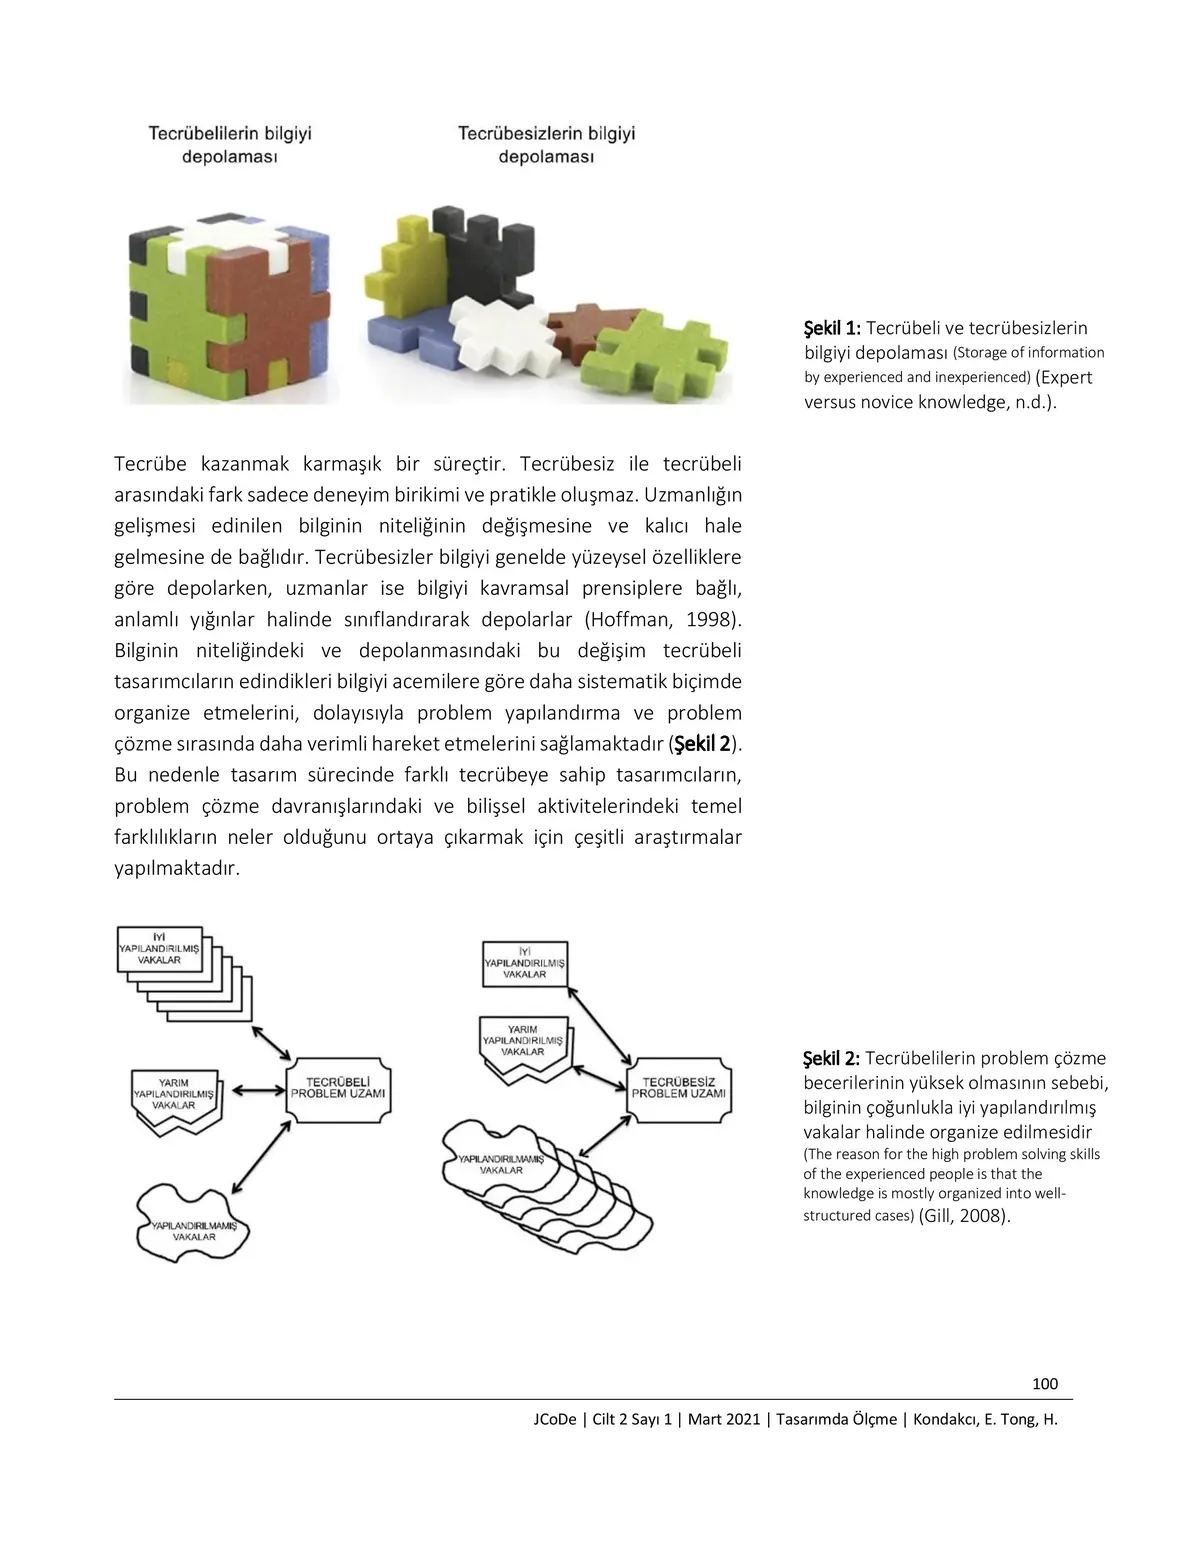 Tecrübelilerin bilgiyi
depolaması
Tecrübesizlerin bilgiyi
depolaması
Şekil 1: Tecrübeli ve tecrübesizlerin
bilgiyi depolaması (Storage of information
by experienced and inexperienced) (Expert
versus novice knowledge, n.d.).
Tecrübe kazanmak karmaşık bir süreçtir. Tecrübesiz ile tecrübeli
arasındaki fark sadece deneyim birikimi ve pratikle oluşmaz. Uzmanlığın
gelişmesi edinilen bilginin niteliğinin değişmesine ve kalıcı hale
gelmesine de bağlıdır. Tecrübesizler bilgiyi genelde yüzeysel özelliklere
göre depolarken, uzmanlar ise bilgiyi kavramsal prensiplere bağlı,
anlamlı yığınlar halinde sınıflandırarak depolarlar (Hoffman, 1998).
Bilginin niteliğindeki ve depolanmasındaki bu değişim tecrübeli
tasarımcıların edindikleri bilgiyi acemilere göre daha sistematik biçimde
organize etmelerini, dolayısıyla problem yapılandırma ve problem
çözme sırasında daha verimli hareket etmelerini sağlamaktadır (Şekil 2).
Bu nedenle tasarım sürecinde farklı tecrübeye sahip tasarımcıların,
problem çözme davranışlarındaki ve bilişsel aktivitelerindeki temel
farklılıkların neler olduğunu ortaya çıkarmak için çeşitli araştırmalar
yapılmaktadır.
İYİ
YAPILANDIRILMIŞ
VAKALAR
YARIM
YAPILANDIRILMIŞ
VAKALAR
YAPILANDIRILMAMIŞ
VAKALAR
TECRÜBELİ
PROBLEM UZAMI
İYİ
YAPILANDIRILMIŞ
VAKALAR
YARIM
YAPILANDIRILMIŞ
VAKALAR
YAPILANDIRILMAMIŞ
VAKALAR
TECRÜBESİZ
PROBLEM UZAMI
Şekil 2: Tecrübelilerin problem çözme
becerilerinin yüksek olmasının sebebi,
bilginin çoğunlukla iyi yapılandırılmış
vakalar halinde organize edilmesidir
(The reason for the high problem solving skills
of the experienced people is that the
knowledge is mostly organized into well-
structured cases) (Gill, 2008).
100
JCoDe | Cilt 2 Sayı 1 | Mart 2021 | Tasarımda Ölçme | Kondakcı, E. Tong, H.